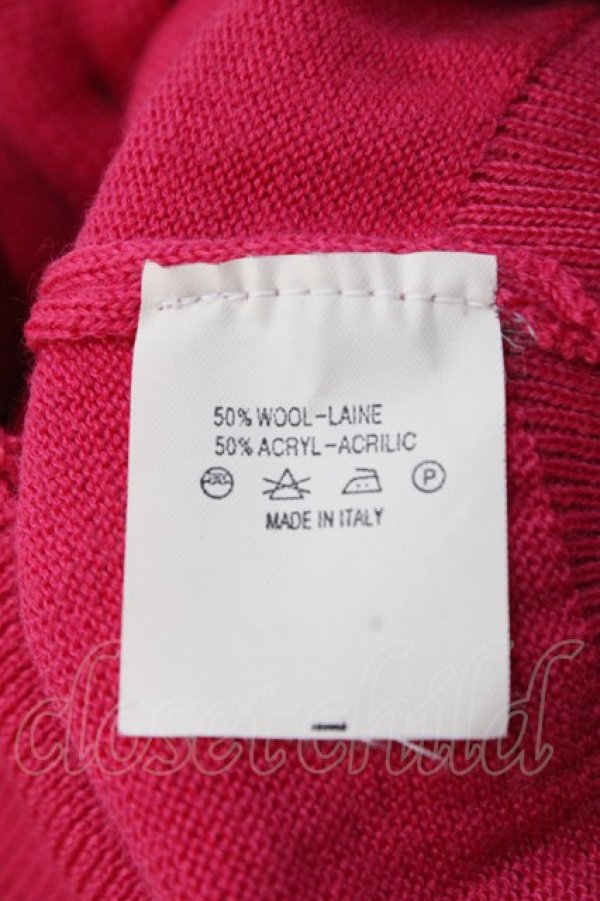 50% WOOL-LAINE
50% ACRYL-ACRILIC
P
MADE IN ITALY
closetchild